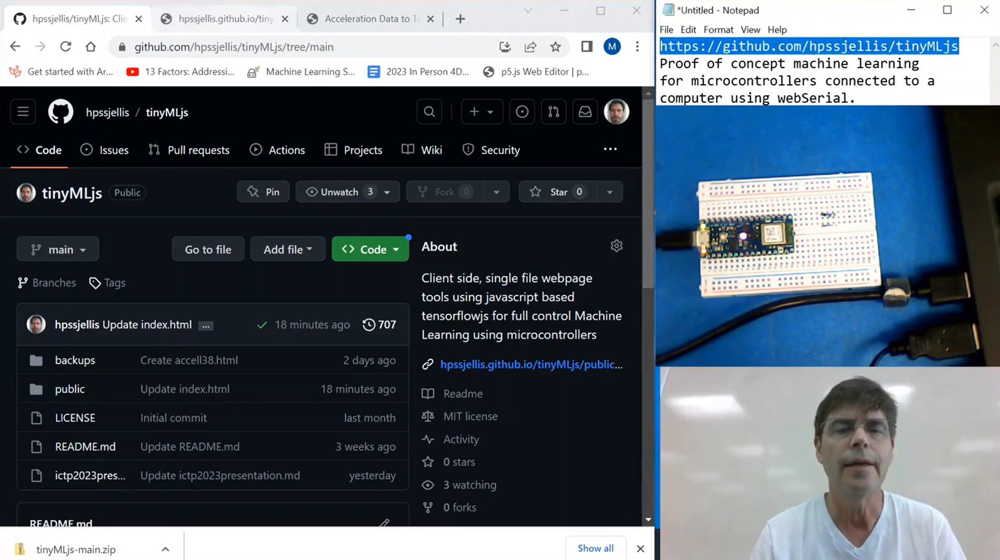 hpssjellis/tinyMLjs: Clie
hpssjellis.github.io/tiny
Acceleration Data to Te
github.com/hpssjellis/tinyMLjs/tree/main
M
Get started with Ar...
13 Factors: Addressi...
Machine Learning S...
2023 In Person 4D...
p5.js Web Editor | p...
hpssjellis / tinyMLjs
Code
Issues
Pull requests
Actions
Projects
Wiki
Security
...
tinyMLjs
Public
Pin
Unwatch 3
Fork 0
Star 0
main
Go to file
Add file
Code
Branches
Tags
hpssjellis Update index.html ...
18 minutes ago
707
backups Create accell38.html 2 days ago
public Update index.html 18 minutes ago
LICENSE Initial commit last month
README.md Update README.md 3 weeks ago
ictp2023pres... Update ictp2023presentation.md yesterday
README.md
About
Client side, single file webpage
tools using javascript based
tensorflowjs for full control Machine
Learning using microcontrollers
hpssjellis.github.io/tinyMLjs/public...
Readme
MIT license
Activity
0 stars
3 watching
0 forks
tinyMLjs-main.zip
Show all
*Untitled - Notepad
File Edit Format View Help
https://github.com/hpssjellis/tinyMLjs
Proof of concept machine learning
for microcontrollers connected to a
computer using webSerial.